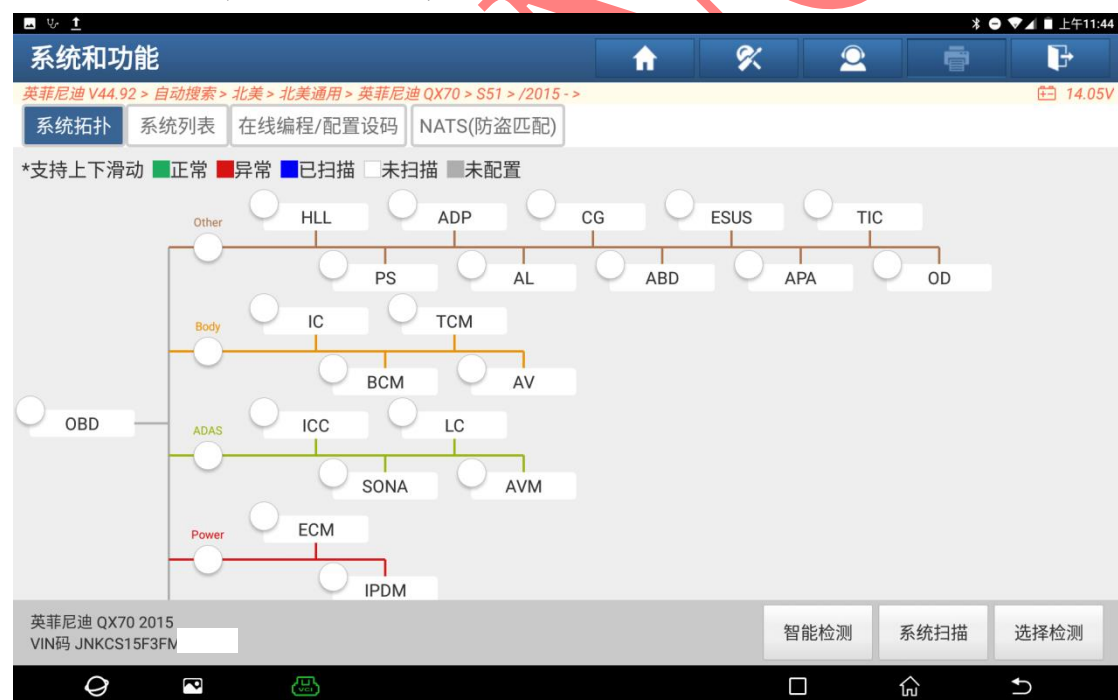 上午11:44
系统和功能
英菲尼迪 V44.92 > 自动搜索 > 北美 > 北美通用 > 英菲尼迪 QX70 > S51 > /2015 - > 14.05V
系统拓扑 系统列表 在线编程/配置设码 NATS(防盗匹配)
*支持上下滑动 正常 异常 已扫描 未扫描 未配置
Other HLL ADP CG ESUS TIC
PS AL ABD APA OD
Body IC TCM
BCM AV
OBD
ADAS ICC LC
SONA AVM
Power ECM
IPDM
英菲尼迪 QX70 2015
VIN码 JNKCS15F3FM
智能检测 系统扫描 选择检测
VCI